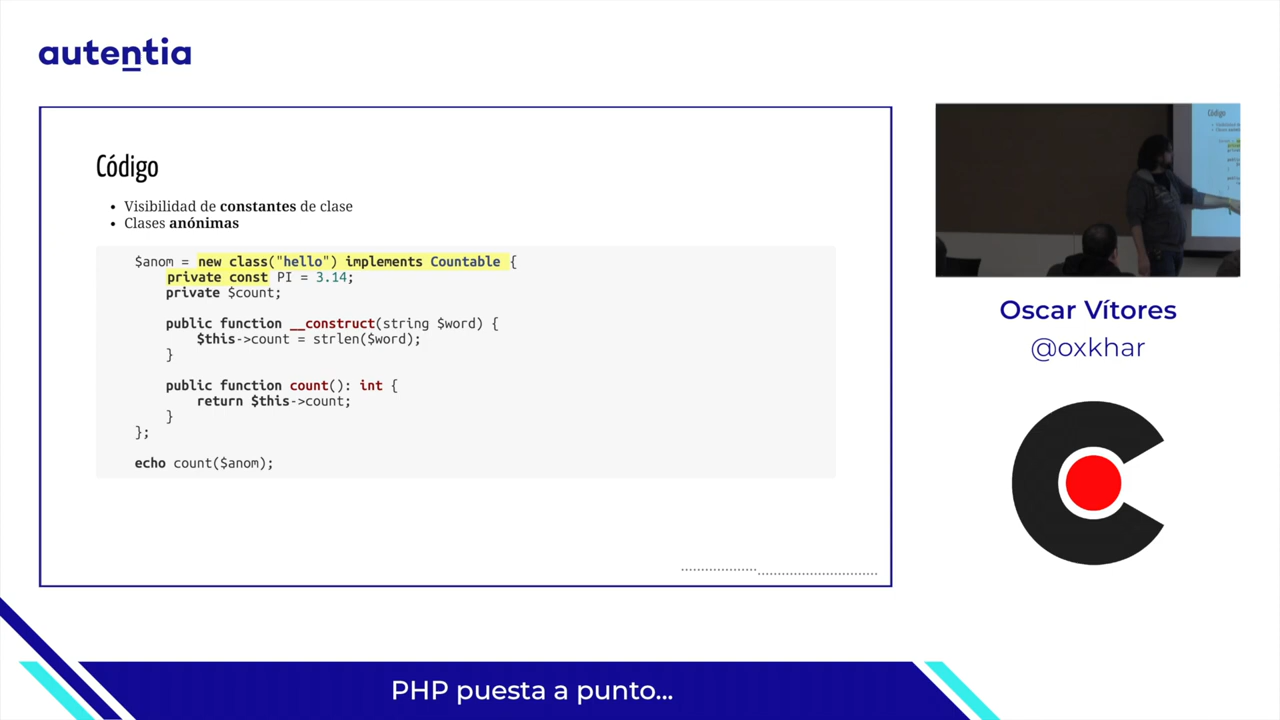 autentia
Código
• Visibilidad de constantes de clase
• Clases anónimas
$anom = new class("hello") implements Countable {
private const PI = 3.14;
private $count;
public function __construct(string $word) {
$this->count = strlen($word);
}
public function count(): int {
return $this->count;
}
};
echo count($anom);
Código
Oscar Vítores
@oxkhar
PHP puesta a punto...